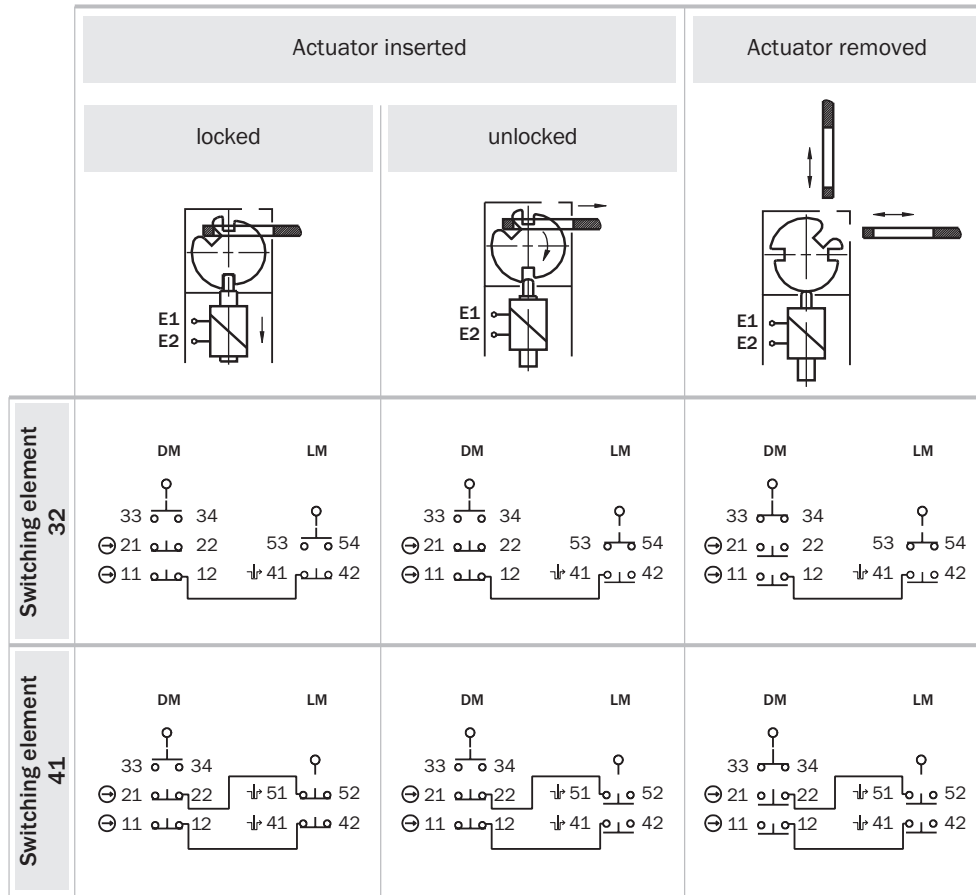 Actuator inserted
Actuator removed
locked
unlocked
E1
E2
E1
E2
E1
E2
Switching element
32
DM LM
33 34
21 22 53 54
11 12 41 42
DM LM
33 34
21 22 53 54
11 12 41 42
DM LM
33 34
21 22 53 54
11 12 41 42
Switching element
41
DM LM
33 34
21 22 51 52
11 12 41 42
DM LM
33 34
21 22 51 52
11 12 41 42
DM LM
33 34
21 22 51 52
11 12 41 42